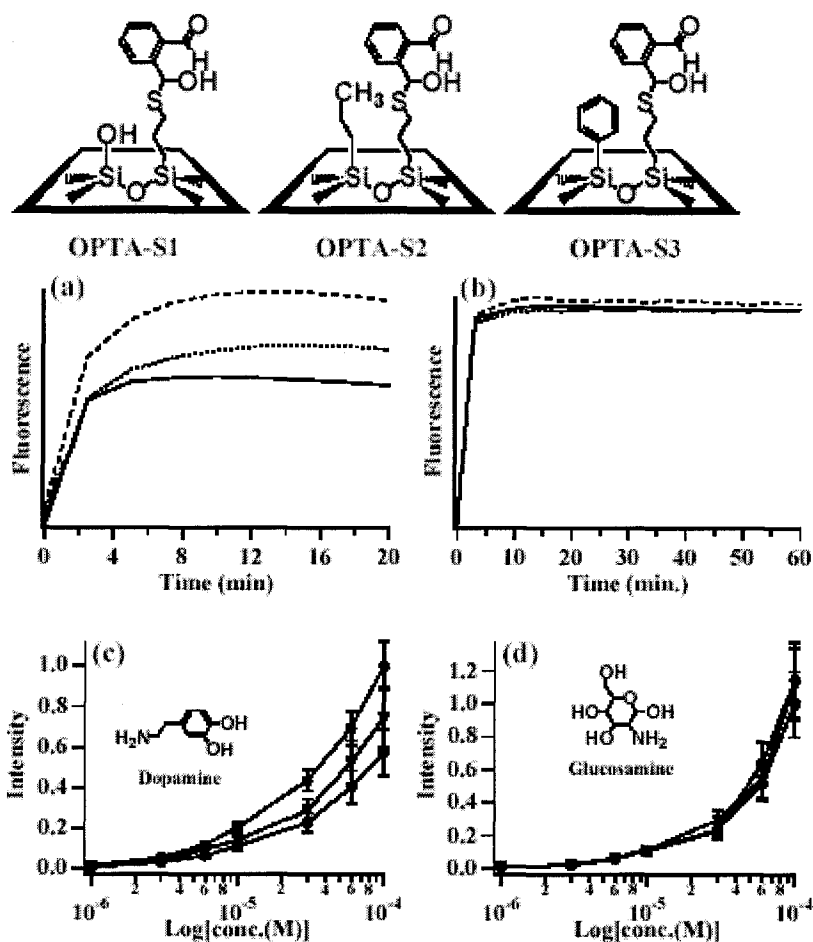 O
H
OH
S
OH
Si
O
Si
O
H
OH
CH3
S
Si
O
Si
O
H
OH
S
Si
O
Si
OPTA-S1 OPTA-S2 OPTA-S3
(a)
Fluorescence
0 4 8 12 16 20
Time (min)
(b)
Fluorescence
0 10 20 30 40 50 60
Time (min.)
(c)
Intensity
1.0
0.8
0.6
0.4
0.2
0.0
H2N
OH
OH
Dopamine
2 4 6 8 2 4 6 8
10-6 10-5 10-4
Log[conc.(M)]
(d)
Intensity
1.2
1.0
0.8
0.6
0.4
0.2
0.0
OH
O
HO OH
HO NH2
Glucosamine
2 4 6 8 2 4 6 8
10-6 10-5 10-4
Log[conc.(M)]